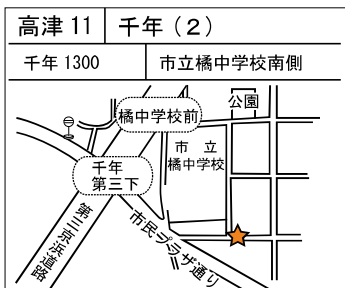 高津 11 千年（2）
千年 1300 市立橘中学校南側
公園
橘中学校前
市立
橘中学校
千年
第三下
第三京浜道路
市民プラザ通り